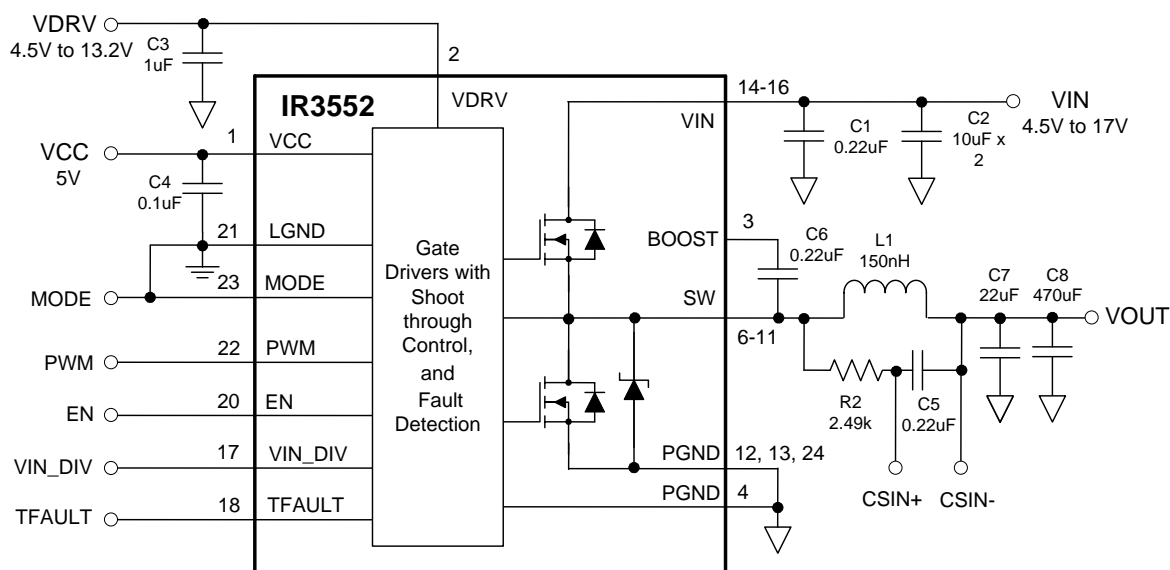 VDRV
4.5V to 13.2V
C3
1uF
2
IR3552
VDRV
14-16
VIN
VIN
4.5V to 17V
C1
0.22uF
C2
10uF x
2
VCC
5V
1
VCC
C4
0.1uF
21
LGND
MODE
23
MODE
PWM
22
PWM
EN
20
EN
VIN_DIV
17
VIN_DIV
TFAULT
18
TFAULT
Gate
Drivers with
Shoot
through
Control,
and
Fault
Detection
3
BOOST
C6
0.22uF
L1
150nH
SW
6-11
C7
22uF
C8
470uF
VOUT
R2
2.49k
C5
0.22uF
PGND
12, 13, 24
PGND
4
CSIN+
CSIN-